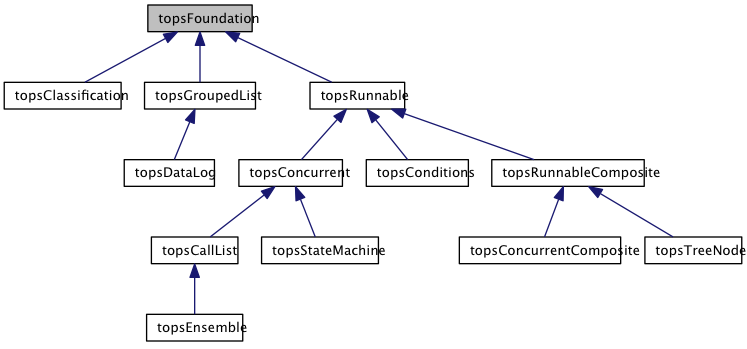 topsFoundation
topsClassification
topsGroupedList
topsRunnable
topsDataLog
topsConcurrent
topsConditions
topsRunnableComposite
topsCallList
topsStateMachine
topsConcurrentComposite
topsTreeNode
topsEnsemble